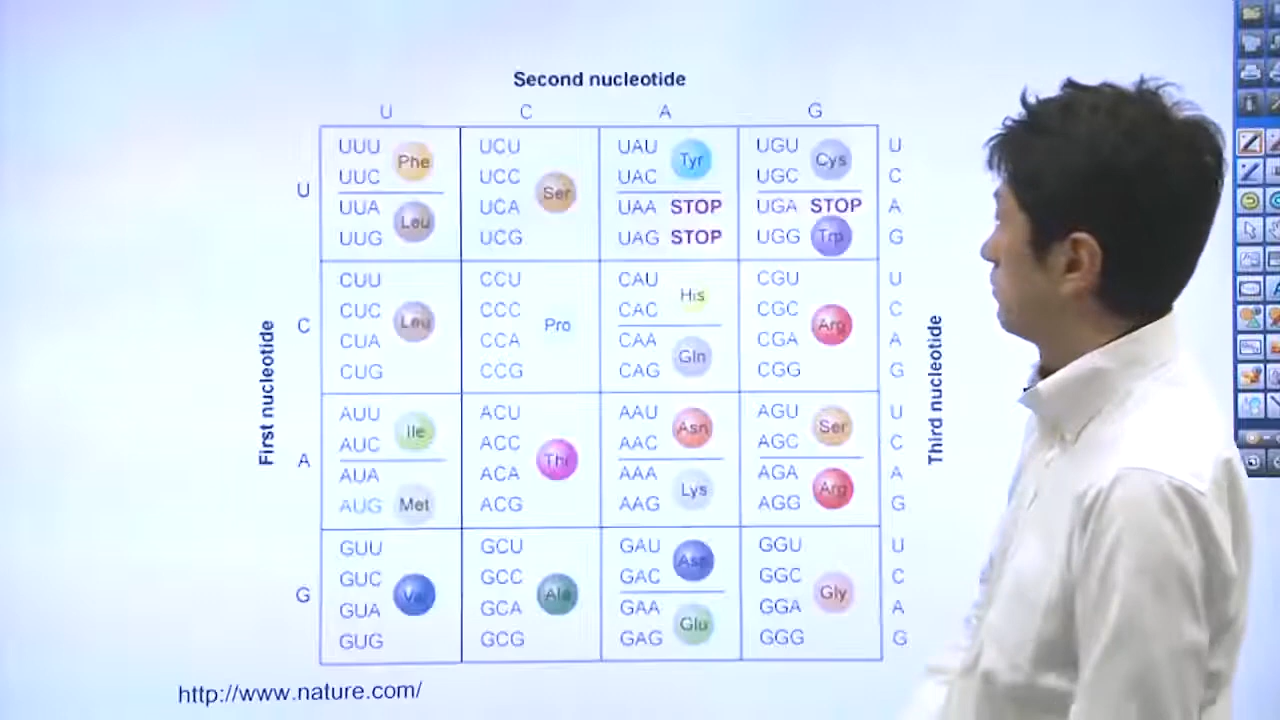 Second nucleotide
U C A G
UUU Phe UCU UAU Tyr UGU Cys U
UUC UCC Ser UAC UGC C
U
UUA Leu UCA UAA STOP UGA STOP A
UUG UCG UAG STOP UGG Trp G
CUU CCU CAU His CGU U
CUC Leu CCC Pro CAC CGC Arg C
C
CUA CCA CAA Gln CGA A
CUG CCG CAG CGG G
AUU Ile ACU AAU Asn AGU Ser U
AUC ACC Thr AAC AGC C
A
AUA ACA AAA Lys AGA Arg A
AUG Met ACG AAG AGG G
GUU GCU GAU Asp GGU U
GUC Val GCC Ala GAC GGC Gly C
G
GUA GCA GAA Glu GGA A
GUG GCG GAG GGG G
First nucleotide
Third nucleotide
http://www.nature.com/